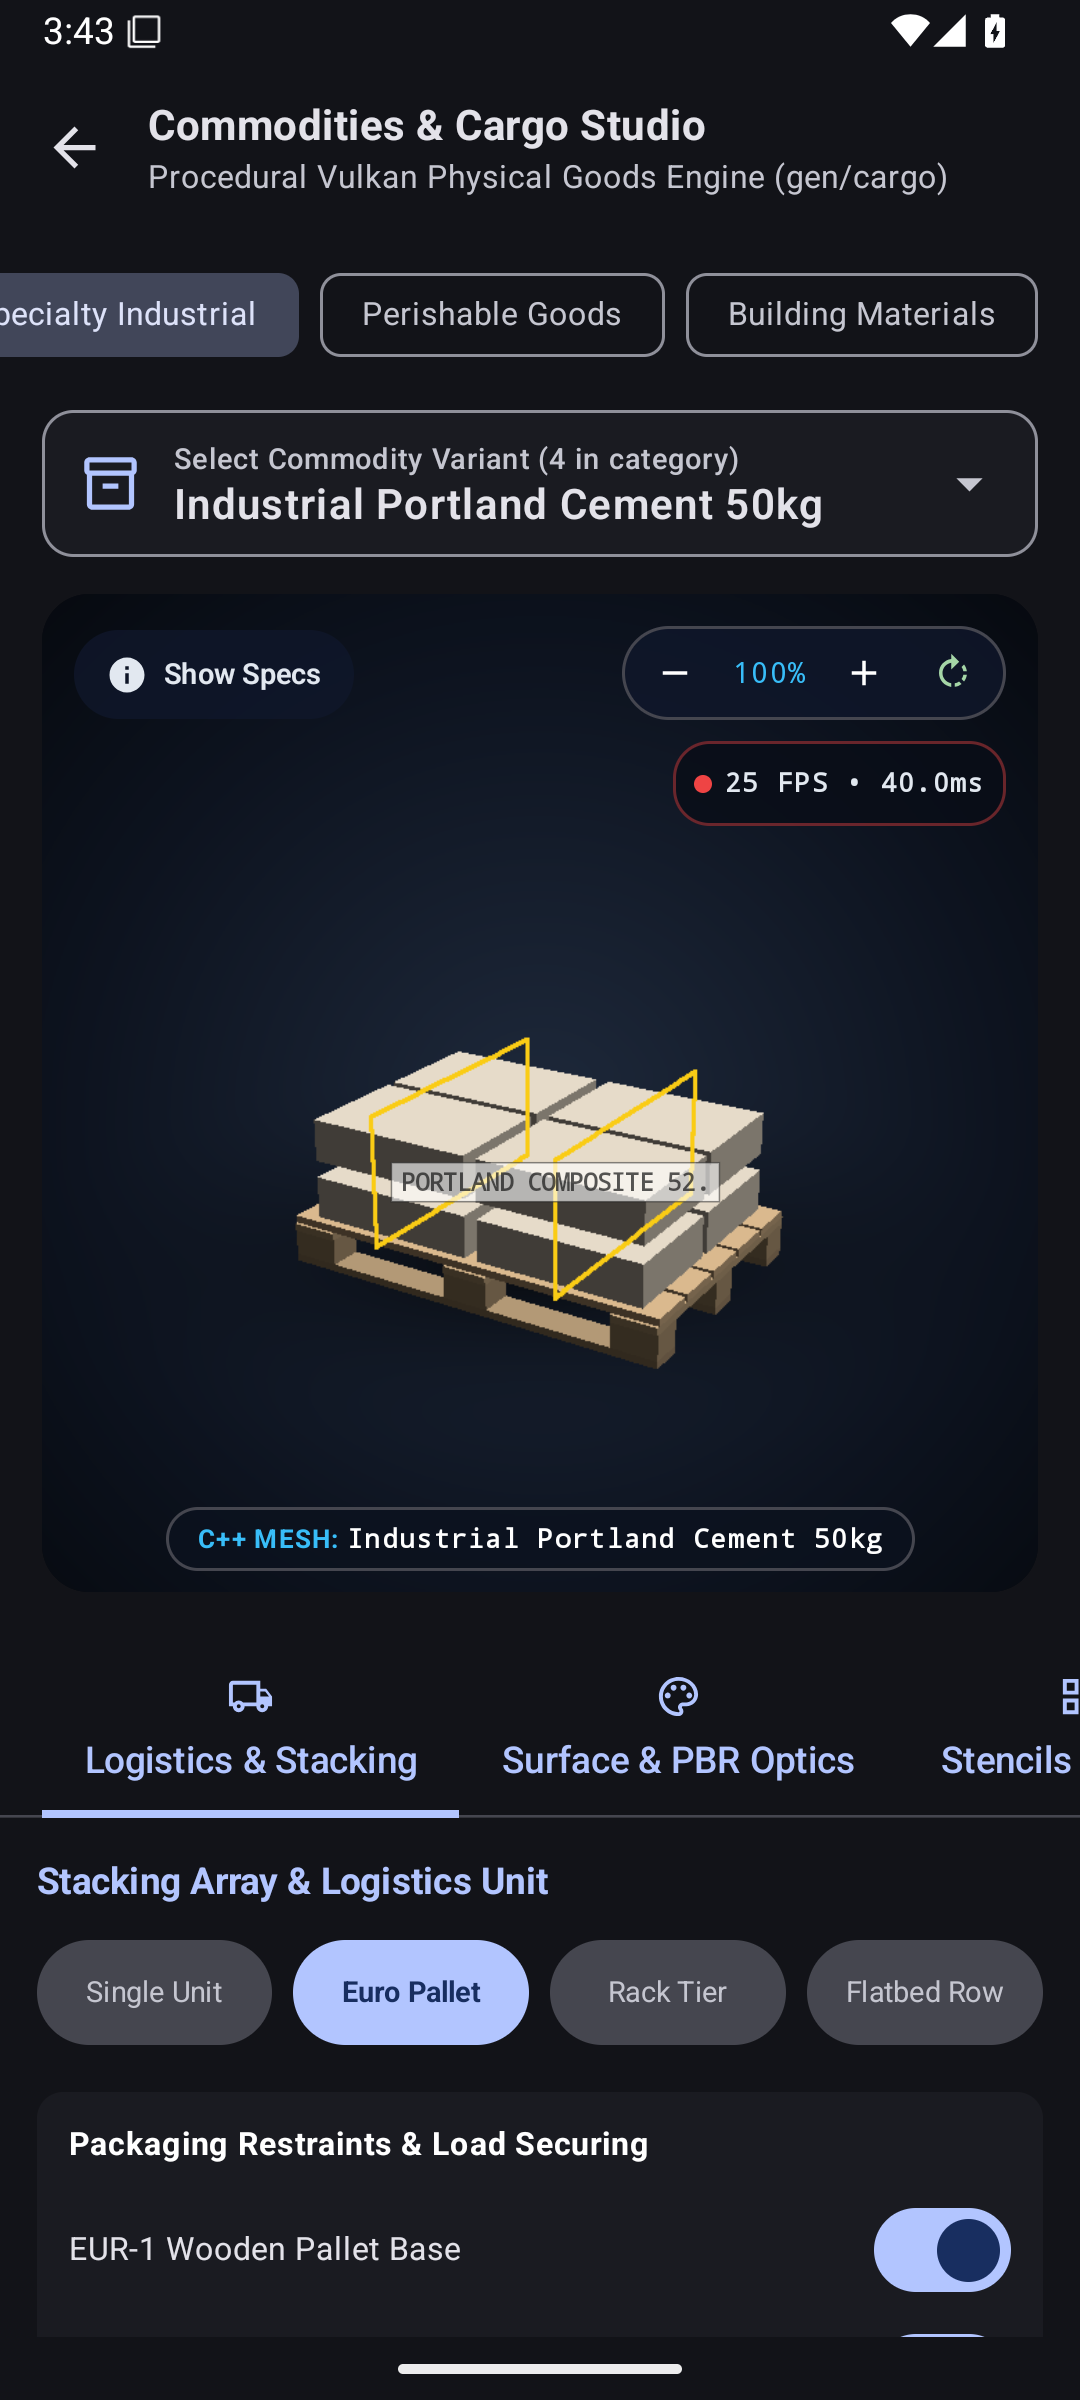 3:43
Commodities & Cargo Studio
Procedural Vulkan Physical Goods Engine (gen/cargo)
pecialty Industrial
Perishable Goods
Building Materials
Select Commodity Variant (4 in category)
Industrial Portland Cement 50kg
Show Specs
100%
25 FPS • 40.0ms
PORTLAND COMPOSITE 52.
C++ MESH: Industrial Portland Cement 50kg
Logistics & Stacking
Surface & PBR Optics
Stencils
Stacking Array & Logistics Unit
Single Unit
Euro Pallet
Rack Tier
Flatbed Row
Packaging Restraints & Load Securing
EUR-1 Wooden Pallet Base